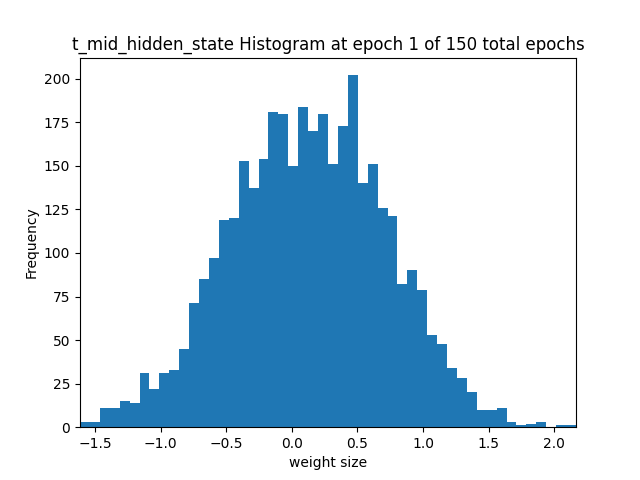 t_mid_hidden_state Histogram at epoch 1 of 150 total epochs
200
175
150
125
100
75
50
25
0
Frequency
−1.5 −1.0 −0.5 0.0 0.5 1.0 1.5 2.0
weight size